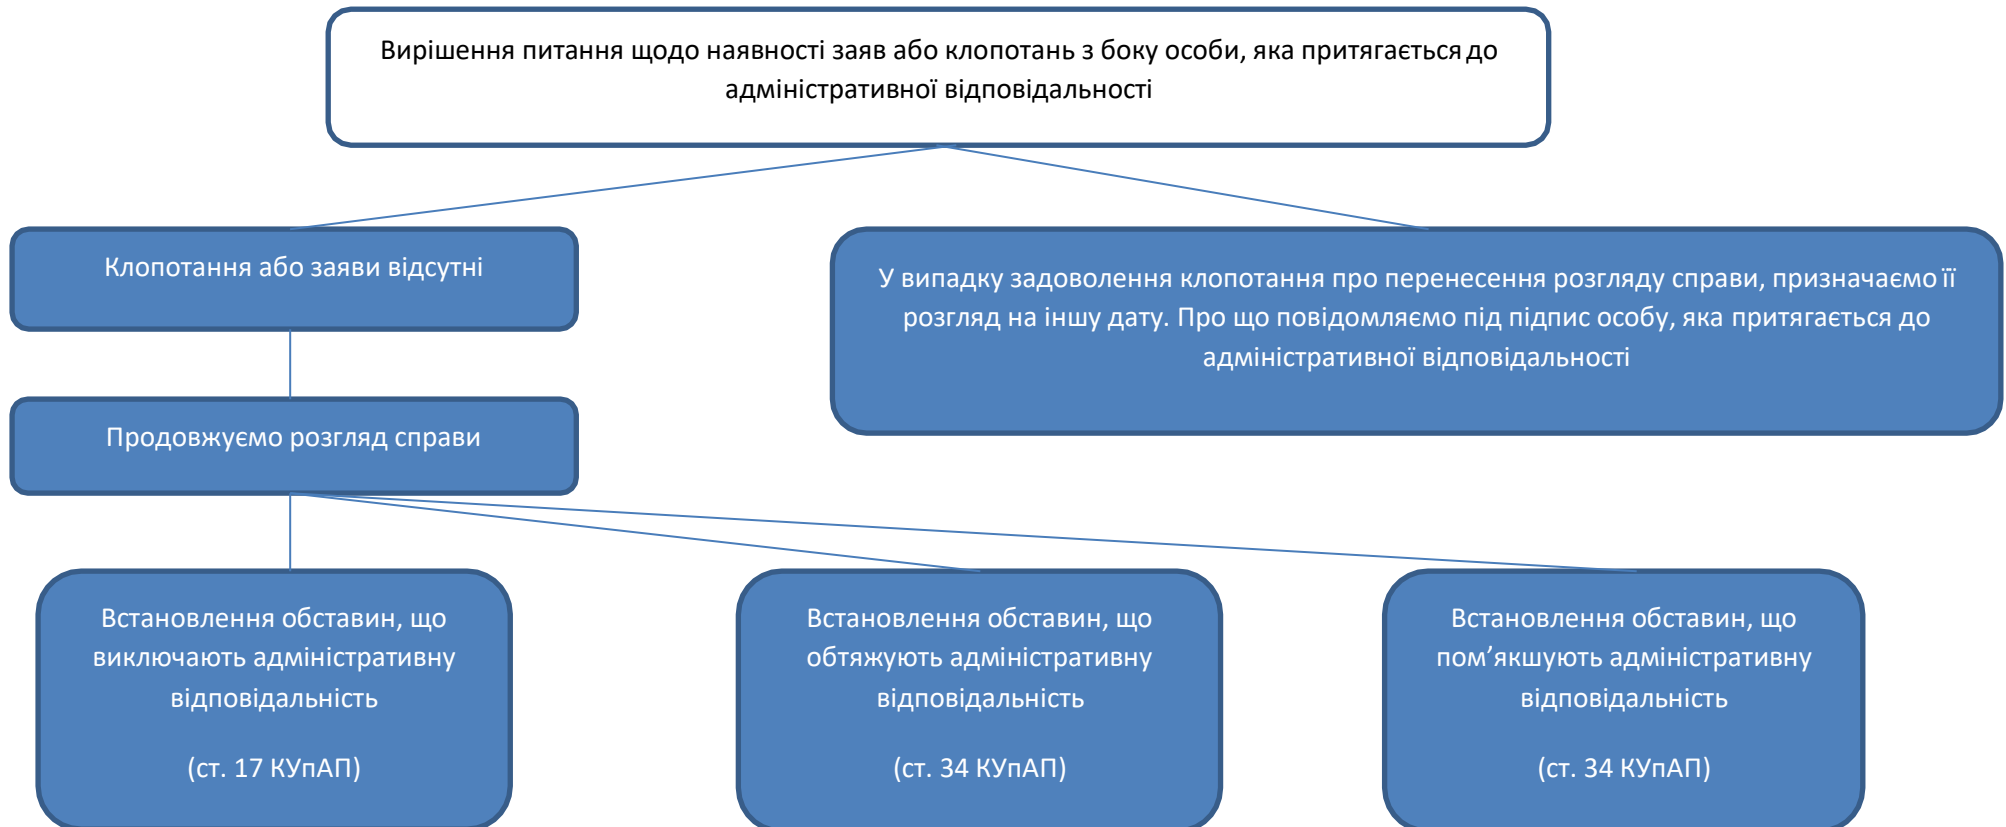 Вирішення питання щодо наявності заяв або клопотань з боку особи, яка притягається до
адміністративної відповідальності
Клопотання або заяви відсутні
У випадку задоволення клопотання про перенесення розгляду справи, призначаємо її
розгляд на іншу дату. Про що повідомляємо під підпис особу, яка притягається до
адміністративної відповідальності
Продовжуємо розгляд справи
Встановлення обставин, що
виключають адміністративну
відповідальність
(ст. 17 КУпАП)
Встановлення обставин, що
обтяжують адміністративну
відповідальність
(ст. 34 КУпАП)
Встановлення обставин, що
пом’якшують адміністративну
відповідальність
(ст. 34 КУпАП)